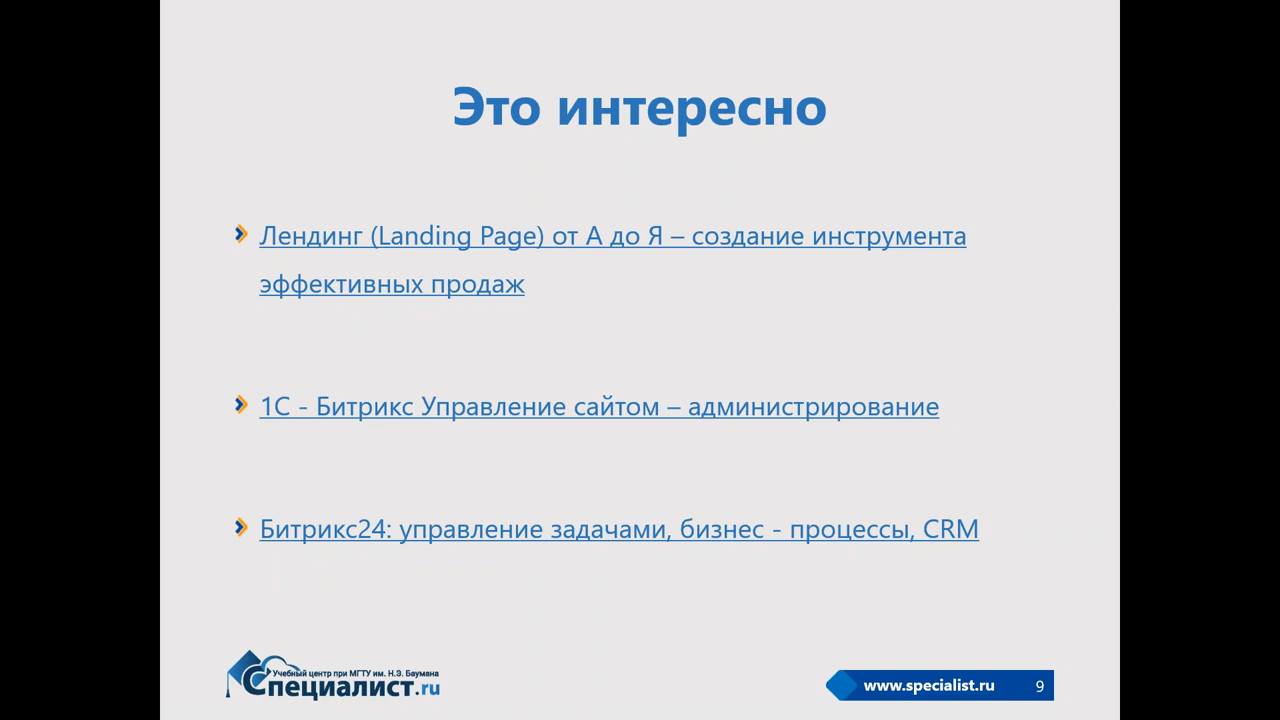 Это интересно
Лендинг (Landing Page) от А до Я – создание инструмента
эффективных продаж
1С - Битрикс Управление сайтом – администрирование
Битрикс24: управление задачами, бизнес - процессы, CRM
Учебный центр при МГТУ им. Н.Э. Баумана
Специалист.ru
www.specialist.ru 9